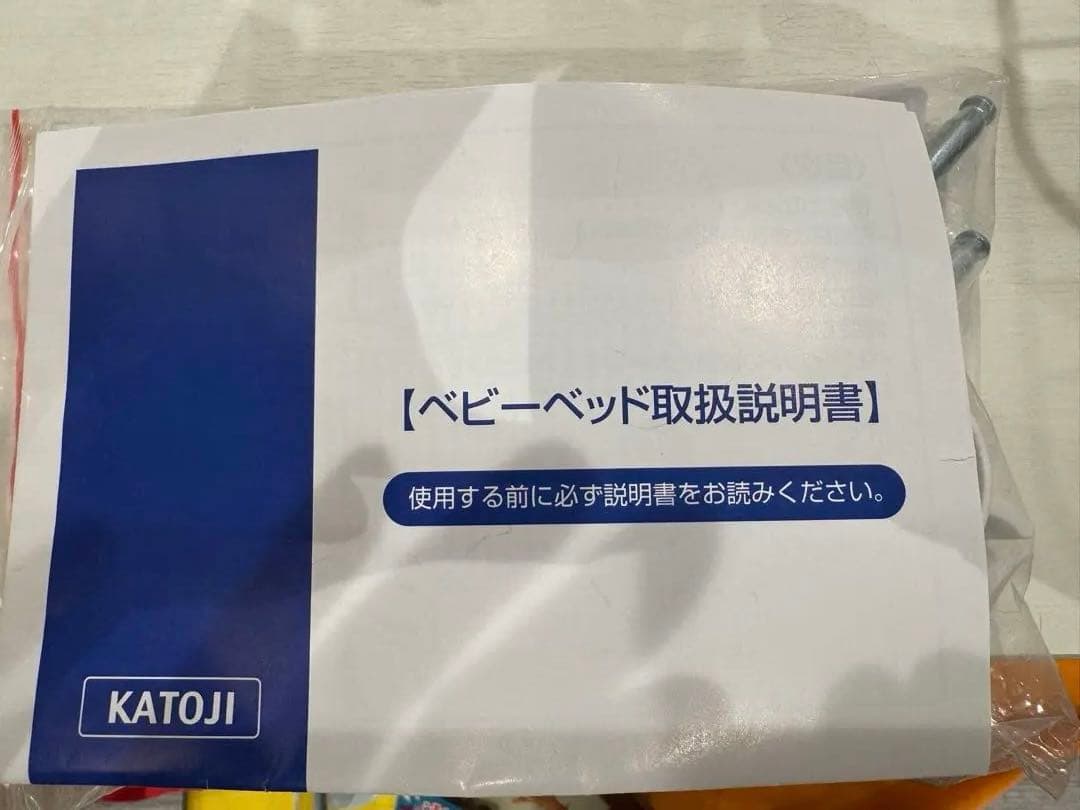 【ベビーベッド取扱説明書】
使用する前に必ず説明書をお読みください。
KATOJI